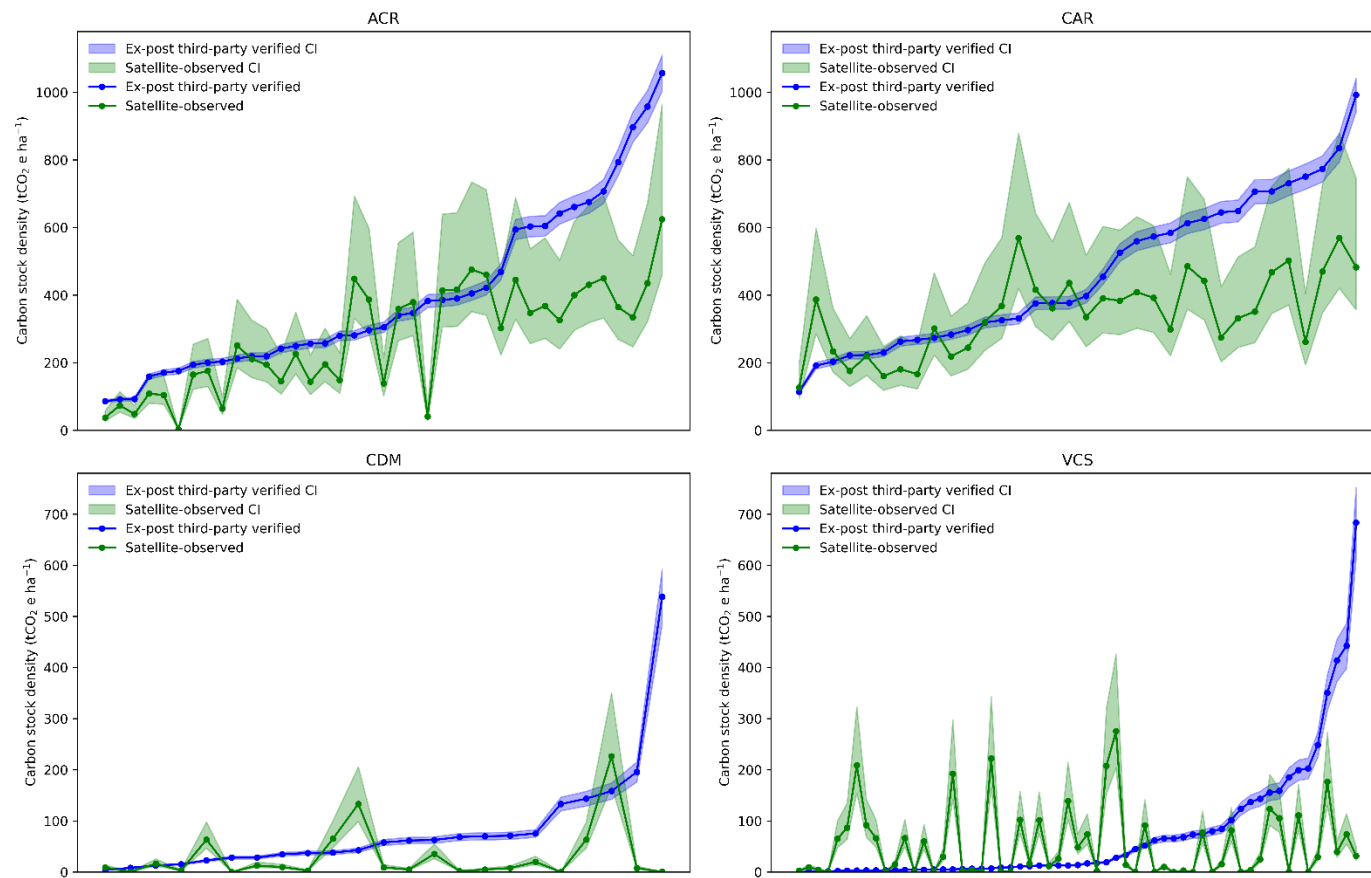 ACR
Ex-post third-party verified CI
Satellite-observed CI
Ex-post third-party verified
Satellite-observed
Carbon stock density (tCO₂ e ha⁻¹)
1000
800
600
400
200
0
CAR
Ex-post third-party verified CI
Satellite-observed CI
Ex-post third-party verified
Satellite-observed
Carbon stock density (tCO₂ e ha⁻¹)
1000
800
600
400
200
0
CDM
Ex-post third-party verified CI
Satellite-observed CI
Ex-post third-party verified
Satellite-observed
Carbon stock density (tCO₂ e ha⁻¹)
700
600
500
400
300
200
100
0
VCS
Ex-post third-party verified CI
Satellite-observed CI
Ex-post third-party verified
Satellite-observed
Carbon stock density (tCO₂ e ha⁻¹)
700
600
500
400
300
200
100
0